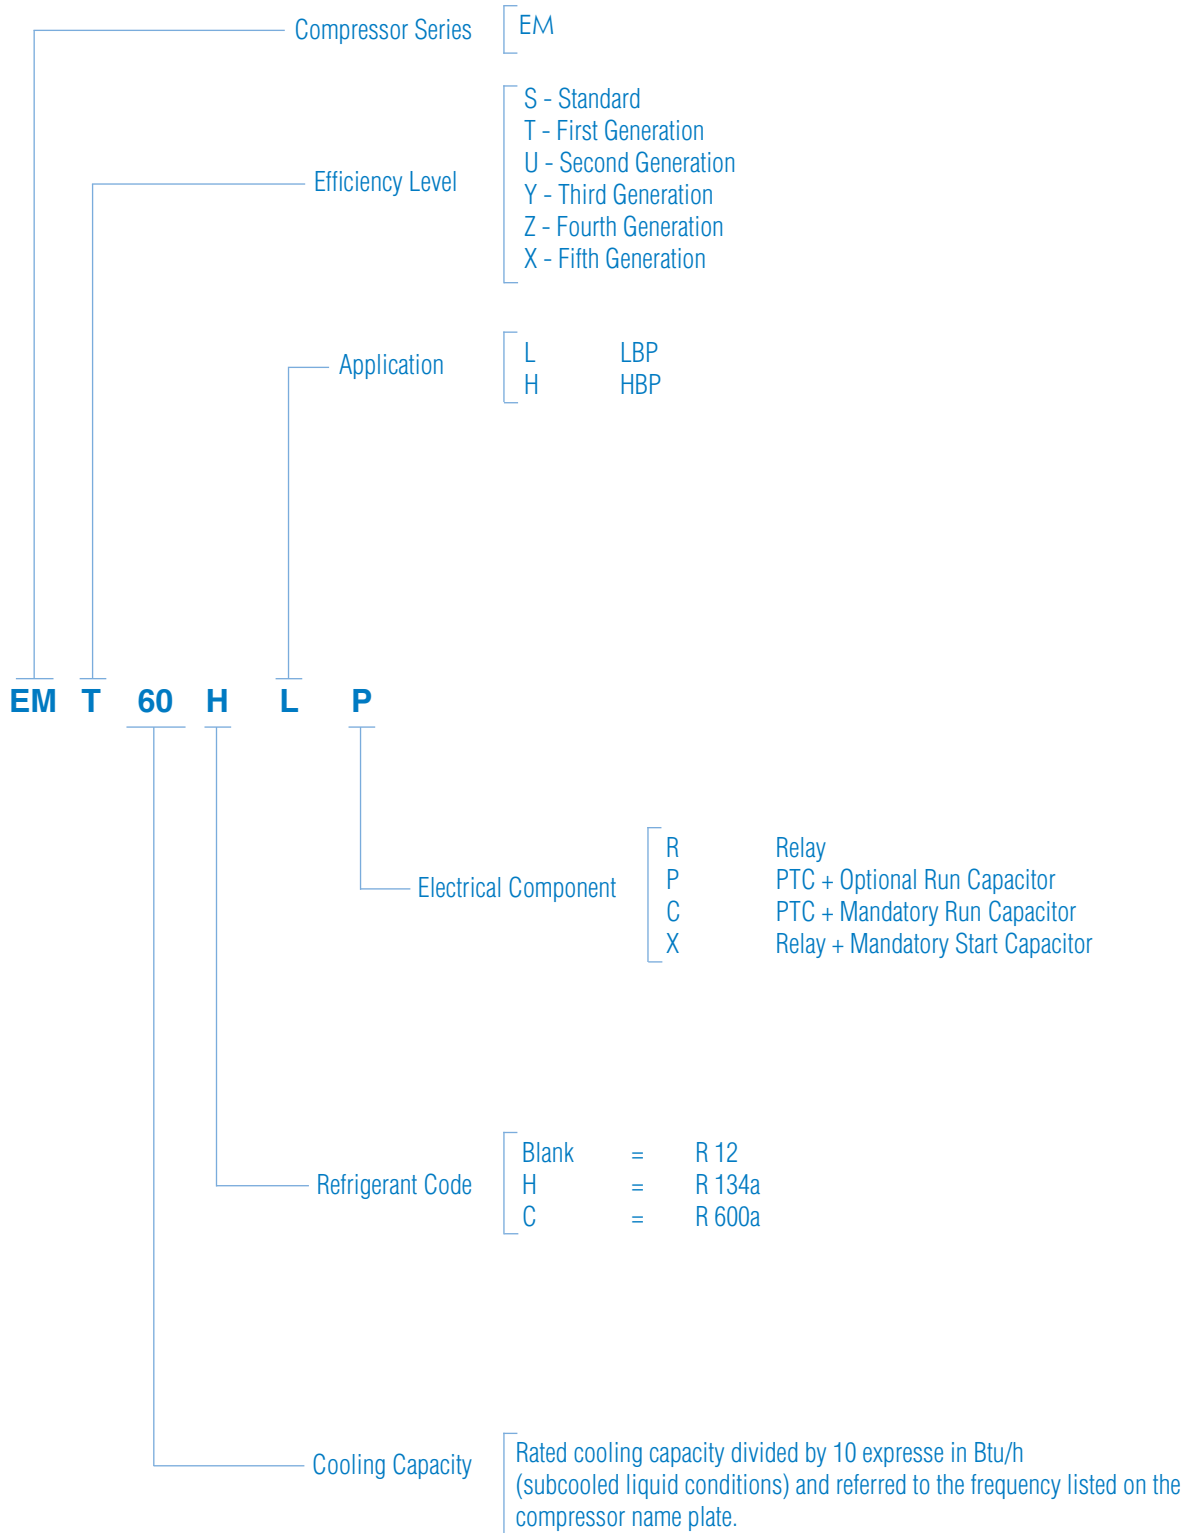 Compressor Series EM
S - Standard
T - First Generation
U - Second Generation
Efficiency Level
Y - Third Generation
Z - Fourth Generation
X - Fifth Generation
Application
L LBP
H HBP
EM T 60 H L P
Electrical Component
R Relay
P PTC + Optional Run Capacitor
C PTC + Mandatory Run Capacitor
X Relay + Mandatory Start Capacitor
Refrigerant Code
Blank = R 12
H = R 134a
C = R 600a
Cooling Capacity
Rated cooling capacity divided by 10 expresse in Btu/h
(subcooled liquid conditions) and referred to the frequency listed on the
compressor name plate.